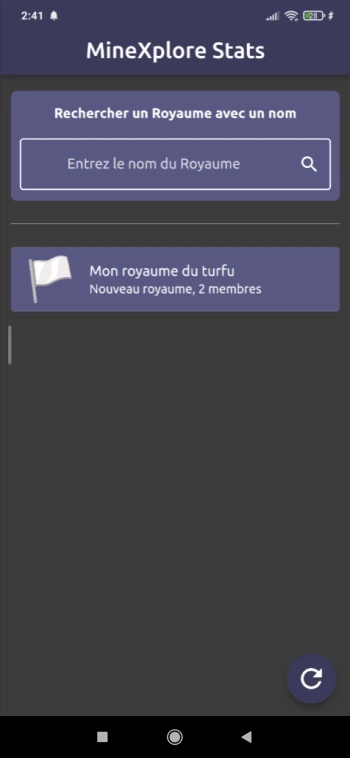 2:41
28
MineXplore Stats
Rechercher un Royaume avec un nom
Entrez le nom du Royaume
Mon royaume du turfu
Nouveau royaume, 2 membres